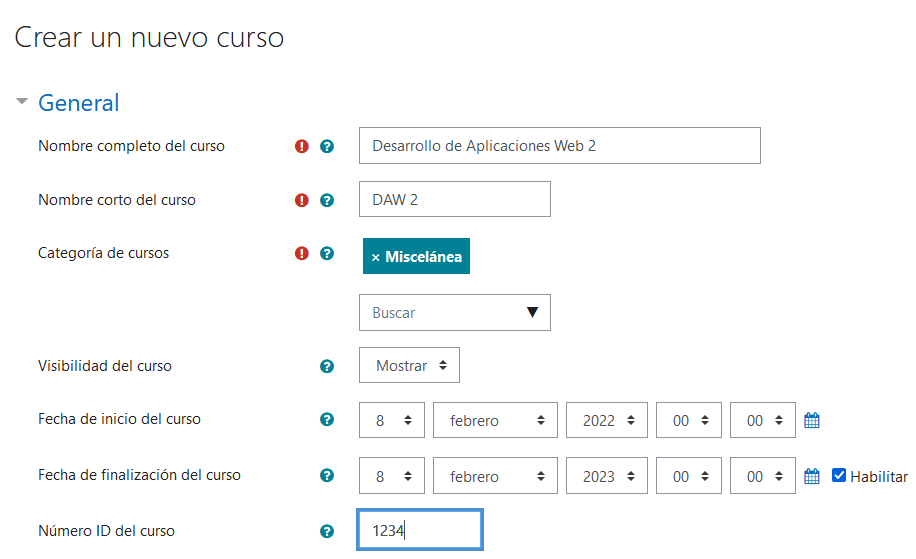 Crear un nuevo curso
General
Nombre completo del curso ! ? Desarrollo de Aplicaciones Web 2
Nombre corto del curso ! ? DAW 2
Categoría de cursos ! ? × Miscelánea
Buscar ▼
Visibilidad del curso ? Mostrar
Fecha de inicio del curso ? 8 febrero 2022 00 00
Fecha de finalización del curso ? 8 febrero 2023 00 00 Habilitar
Número ID del curso ? 1234